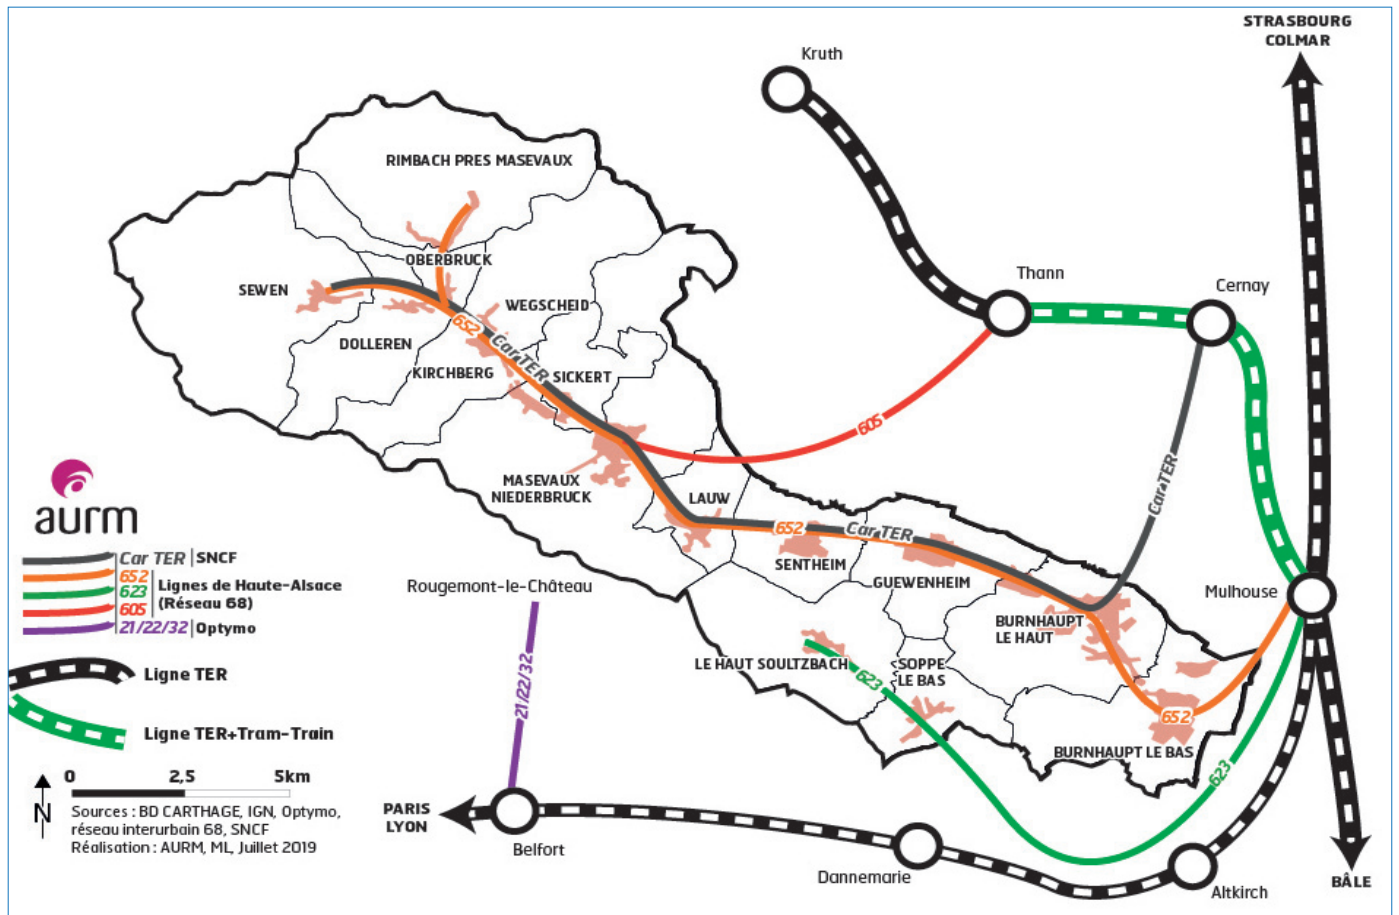 STRASBOURG
COLMAR
Kruth
RIMBACH PRES MASEVAUX
OBERBRUCK
SEWEN
Thann
Cernay
WEGSCHEID
652
Car TER
DOLLEREN
KIRCHBERG
SICKERT
605
MASEVAUX
NIEDERBRUCK
LAUW
Car TER
652
Car TER
SENTHEIM
GUEWENHEIM
Mulhouse
BURNHAUPT
LE HAUT
LE HAUT SOULTZBACH
SOPPE
LE BAS
623
652
BURNHAUPT LE BAS
623
aurm
Car TER SNCF
652
623
605
Lignes de Haute-Alsace
(Réseau 68)
21/22/32 Optymo
Ligne TER
Ligne TER+Tram-Train
Rougemont-le-Château
21/22/32
0 2,5 5km
N
Sources : BD CARTHAGE, IGN, Optymo,
réseau interurbain 68, SNCF
Réalisation : AURM, ML, Juillet 2019
PARIS
LYON
Belfort
Dannemarie
Altkirch
BÂLE